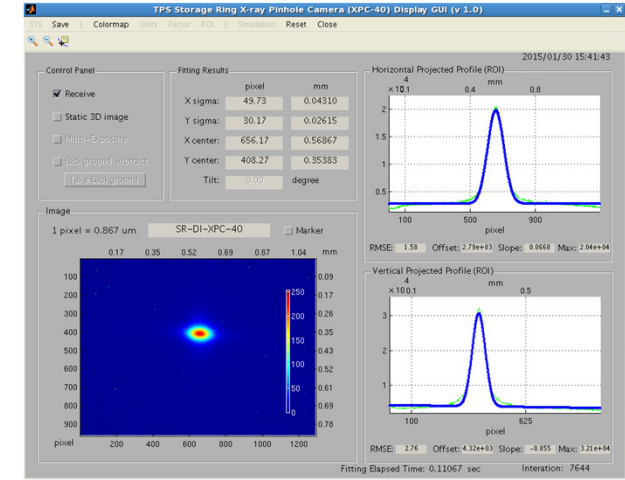 TPS Storage Ring X-ray Pinhole Camera (XPC-40) Display GUI (v 1.0)
SYS Save | Colormap Units Factor ROI | Simulation Reset Close
2015/01/30 15:41:43
Control Panel
Receive
Static 3D image
Multi-Exposure
Background Subtract
Take Background
Fitting Results
pixel mm
X sigma: 49.73 0.04310
Y sigma: 30.17 0.02615
X center: 656.17 0.56867
Y center: 408.27 0.35383
Tilt: 0.00 degree
Horizontal Projected Profile (ROI)
4 mm
×10.1 0.4 0.8
2
1.5
1
0.5
100 500 900
pixel
RMSE: 1.58 Offset: 2.79e+03 Slope: 0.0668 Max: 2.04e+04
Image
1 pixel = 0.867 um SR-DI-XPC-40 Marker
0.17 0.35 0.52 0.69 0.87 1.04 mm
100 0.09
200 250 0.17
300 200 0.26
400 150 0.35
500 100 0.43
600 0.52
700 50 0.61
800 0 0.69
900 0.78
pixel 200 400 600 800 1000 1200
Vertical Projected Profile (ROI)
4 mm
×10 0.1 0.5
3
2
1
100 625
pixel
RMSE: 2.76 Offset: 4.32e+03 Slope: -0.855 Max: 3.21e+04
Fitting Elapsed Time: 0.11067 sec Interation: 7644